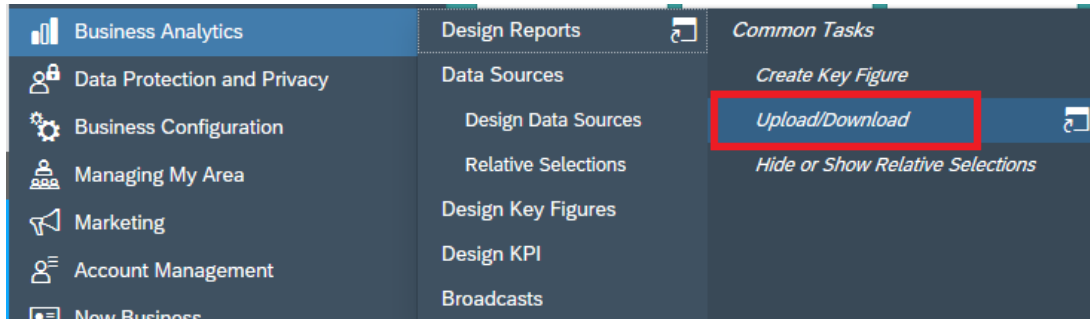 Business Analytics
Data Protection and Privacy
Business Configuration
Managing My Area
Marketing
Account Management
New Business
Design Reports
Data Sources
Design Data Sources
Relative Selections
Design Key Figures
Design KPI
Broadcasts
Common Tasks
Create Key Figure
Upload/Download
Hide or Show Relative Selections